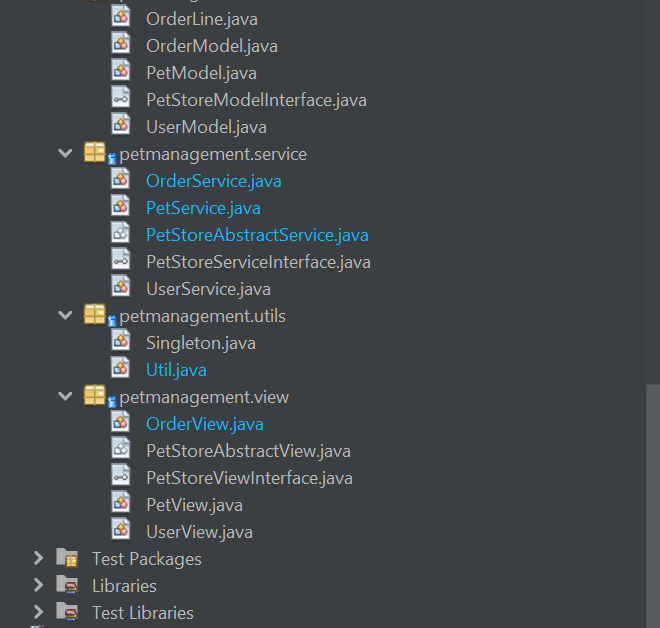 OrderLine.java
OrderModel.java
PetModel.java
PetStoreModelInterface.java
UserModel.java
petmanagement.service
OrderService.java
PetService.java
PetStoreAbstractService.java
PetStoreServiceInterface.java
UserService.java
petmanagement.utils
Singleton.java
Util.java
petmanagement.view
OrderView.java
PetStoreAbstractView.java
PetStoreViewInterface.java
PetView.java
UserView.java
Test Packages
Libraries
Test Libraries